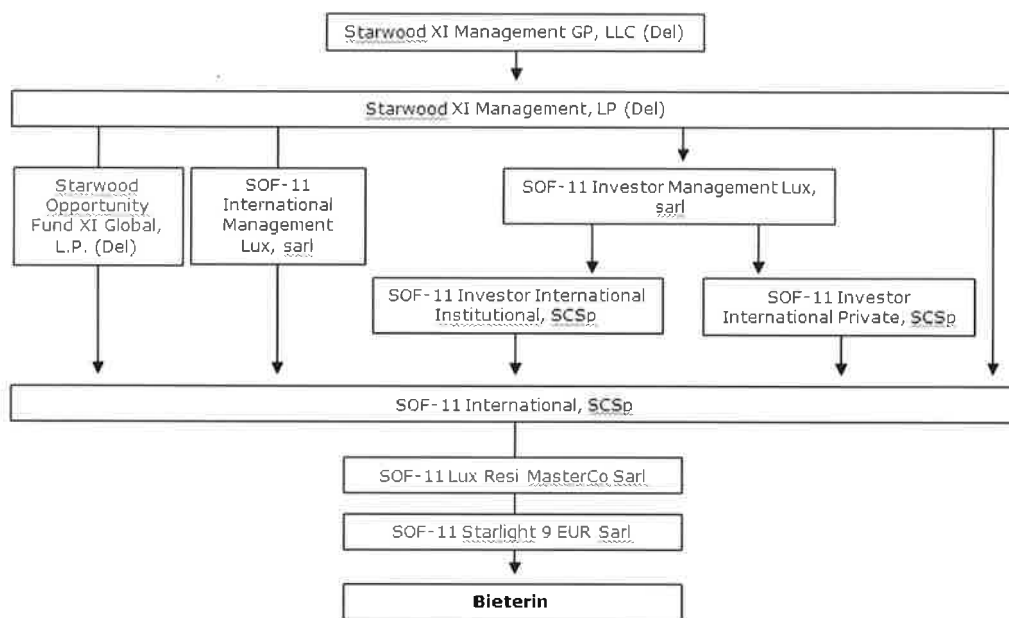 Starwood XI Management GP, LLC (Del)
Starwood XI Management, LP (Del)
Starwood
Opportunity
Fund XI Global,
L.P. (Del)
SOF-11
International
Management
Lux, sarl
SOF-11 Investor Management Lux,
sarl
SOF-11 Investor International
Institutional, SCSp
SOF-11 Investor
International Private, SCSp
SOF-11 International, SCSp
SOF-11 Lux Resi MasterCo Sarl
SOF-11 Starlight 9 EUR Sarl
Bieterin